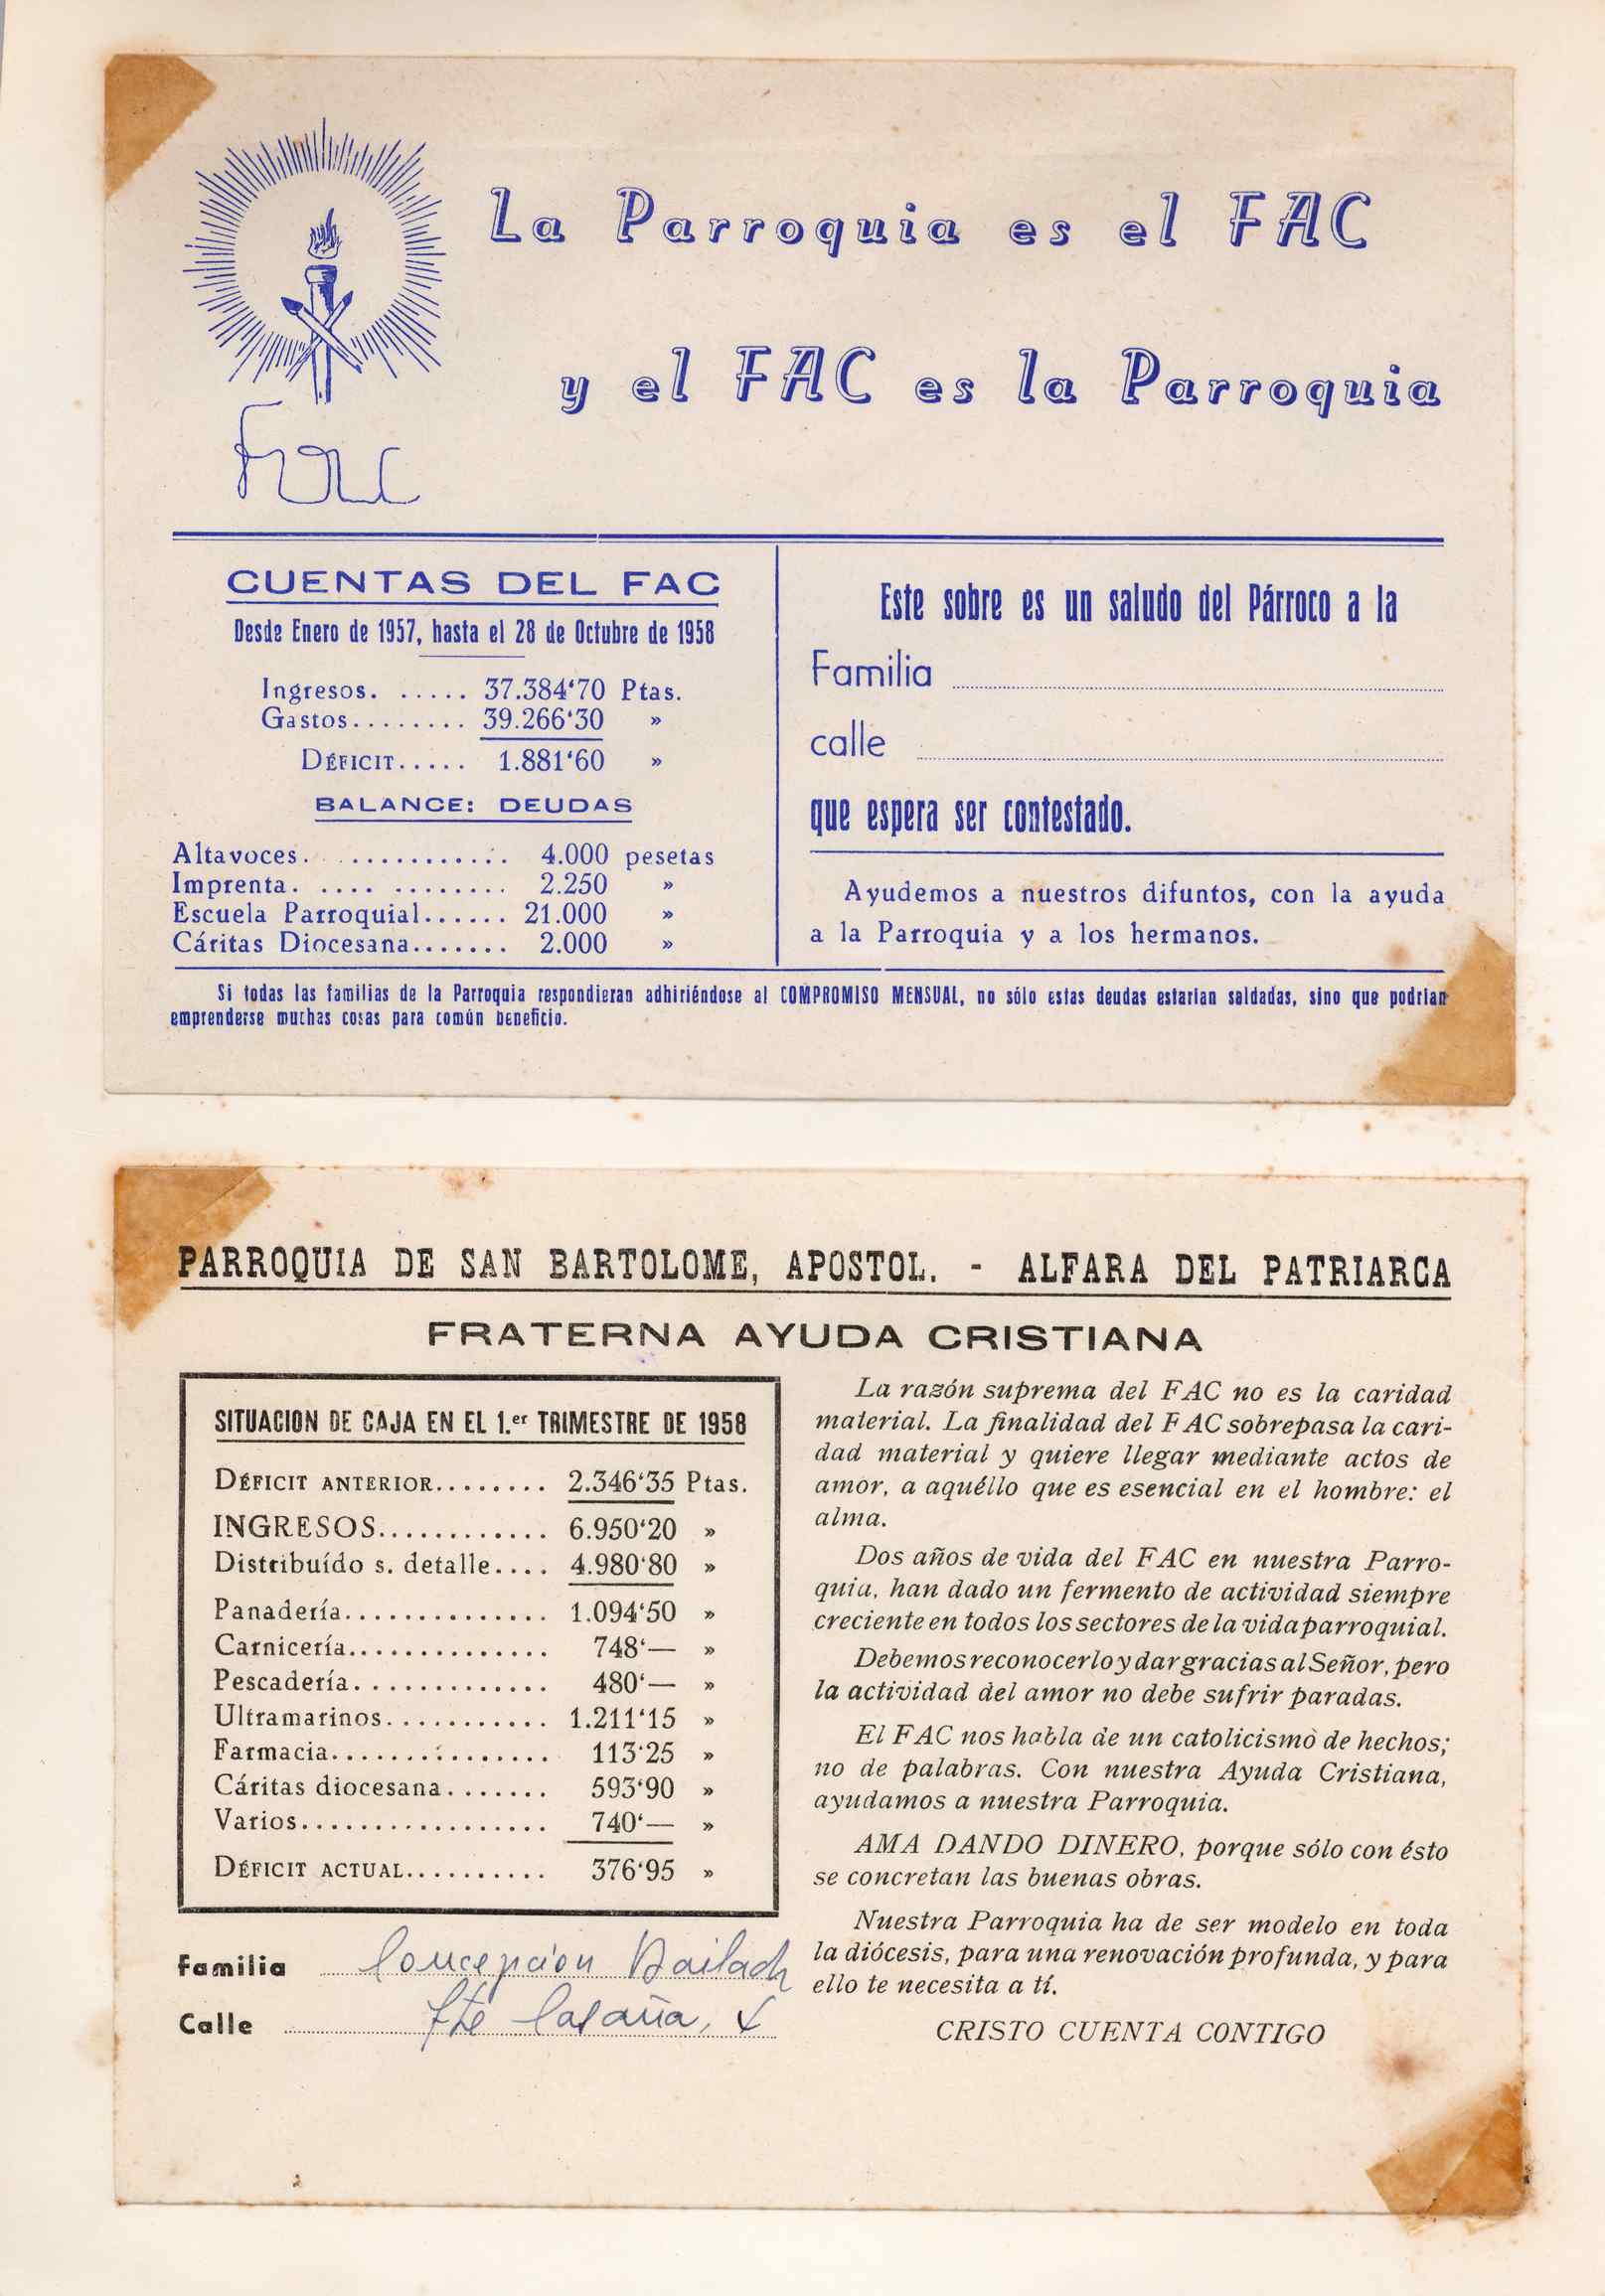 La Parroquia es el FAC
y el FAC es la Parroquia
Fac
CUENTAS DEL FAC
Desde Enero de 1957, hasta el 28 de Octubre de 1958
Ingresos. ..... 37.384‘70 Ptas.
Gastos........ 39.266‘30 »
DÉFICIT..... 1.881‘60 »
BALANCE: DEUDAS
Altavoces. ............. 4.000 pesetas
Imprenta. .... ........ 2.250 »
Escuela Parroquial...... 21.000 »
Cáritas Diocesana....... 2.000 »
Este sobre es un saludo del Párroco a la
Familia
calle
que espera ser contestado.
Ayudemos a nuestros difuntos, con la ayuda
a la Parroquia y a los hermanos.
Si todas las familias de la Parroquia respondieran adhiriéndose al COMPROMISO MENSUAL, no sólo estas deudas estarían saldadas, sino que podrían
emprenderse muchas cosas para común beneficio.
PARROQUIA DE SAN BARTOLOME, APOSTOL. - ALFARA DEL PATRIARCA
FRATERNA AYUDA CRISTIANA
SITUACION DE CAJA EN EL 1.er TRIMESTRE DE 1958
DÉFICIT ANTERIOR........ 2.346‘35 Ptas.
INGRESOS............ 6.950‘20 »
Distribuído s. detalle.... 4.980‘80 »
Panadería.............. 1.094‘50 »
Carnicería.............. 748‘— »
Pescadería............. 480‘— »
Ultramarinos........... 1.211‘15 »
Farmacia............... 113‘25 »
Cáritas diocesana....... 593‘90 »
Varios................. 740‘— »
DÉFICIT ACTUAL.......... 376‘95 »
Familia Concepción Bailach
Calle
La razón suprema del FAC no es la caridad
material. La finalidad del FAC sobrepasa la cari-
dad material y quiere llegar mediante actos de
amor, a aquéllo que es esencial en el hombre: el
alma.
Dos años de vida del FAC en nuestra Parro-
quia, han dado un fermento de actividad siempre
creciente en todos los sectores de la vida parroquial.
Debemos reconocerlo y dar gracias al Señor, pero
la actividad del amor no debe sufrir paradas.
El FAC nos habla de un catolicismo de hechos;
no de palabras. Con nuestra Ayuda Cristiana,
ayudamos a nuestra Parroquia.
AMA DANDO DINERO, porque sólo con ésto
se concretan las buenas obras.
Nuestra Parroquia ha de ser modelo en toda
la diócesis, para una renovación profunda, y para
ello te necesita a tí.
CRISTO CUENTA CONTIGO